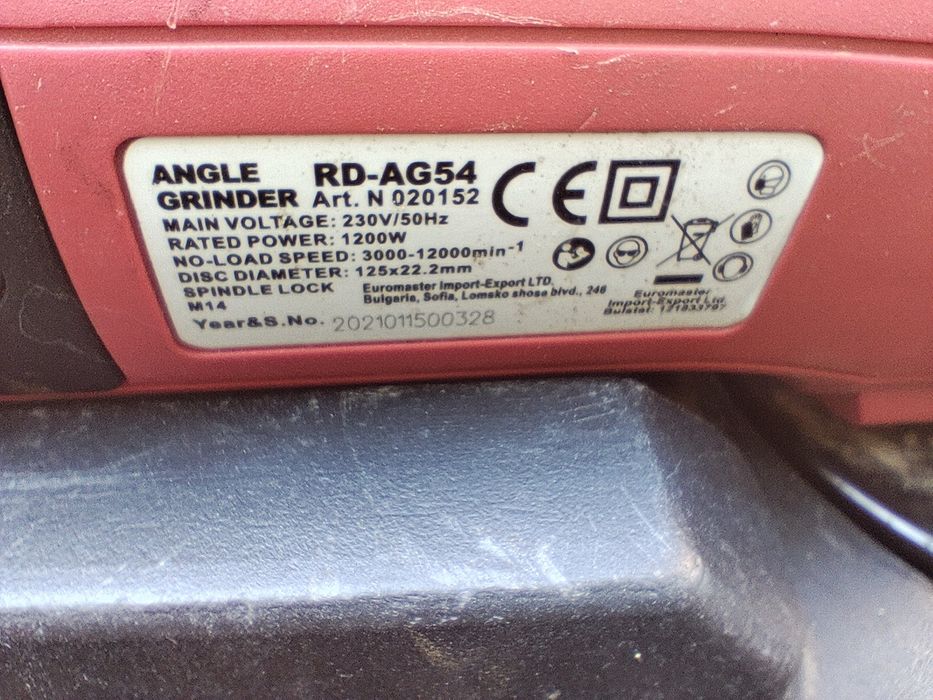 ANGLE GRINDER RD-AG54
Art. N 020152
MAIN VOLTAGE: 230V/50Hz
RATED POWER: 1200W
NO-LOAD SPEED: 3000-12000min-1
DISC DIAMETER: 125x22.2mm
SPINDLE LOCK
M14
Euromaster Import-Export LTD.
Bulgaria, Sofia, Lomsko shose blvd., 246
Year&S.No. 2021011500328
CE
Euromaster
Import-Export Ltd.
Bulstat: